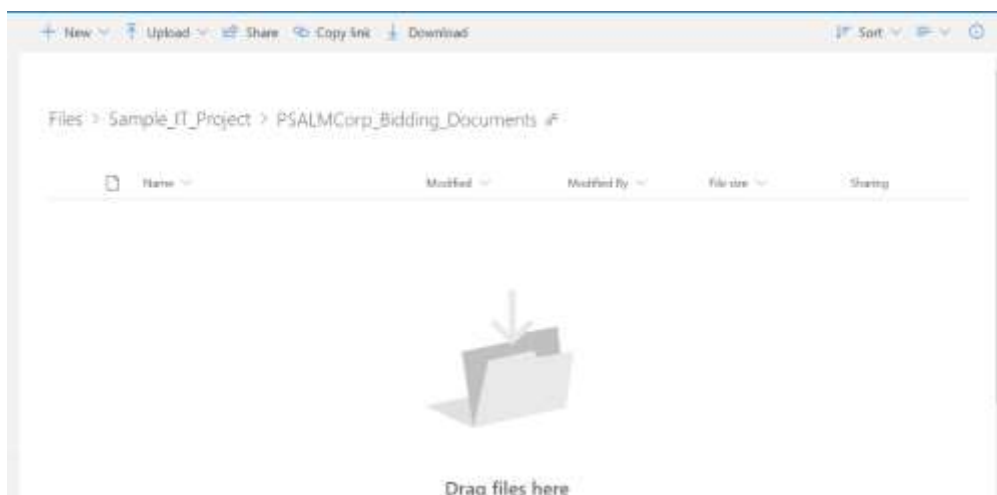 New Upload Share Copy link Download Sort
Files > Sample_IT_Project > PSALMCorp_Bidding_Documents
Name Modified Modified By File size Sharing
Drag files here